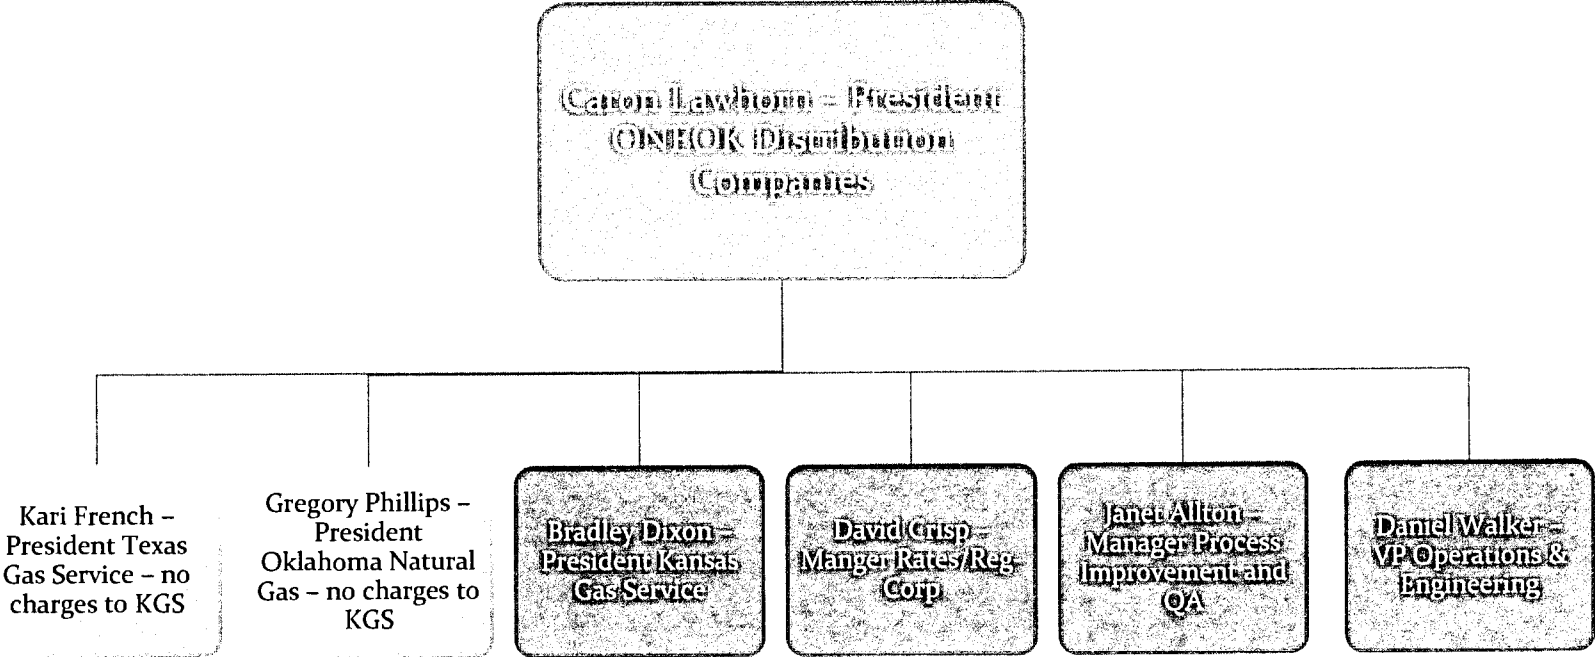 Caron Lawhorn – President
ONEOK Distribution
Companies
Kari French –
President Texas
Gas Service – no
charges to KGS
Gregory Phillips –
President
Oklahoma Natural
Gas – no charges to
KGS
Bradley Dixon –
President Kansas
Gas Service
David Crisp –
Manger Rates/Reg-
Corp
Janet Allton –
Manager Process
Improvement and
QA
Daniel Walker –
VP Operations &
Engineering